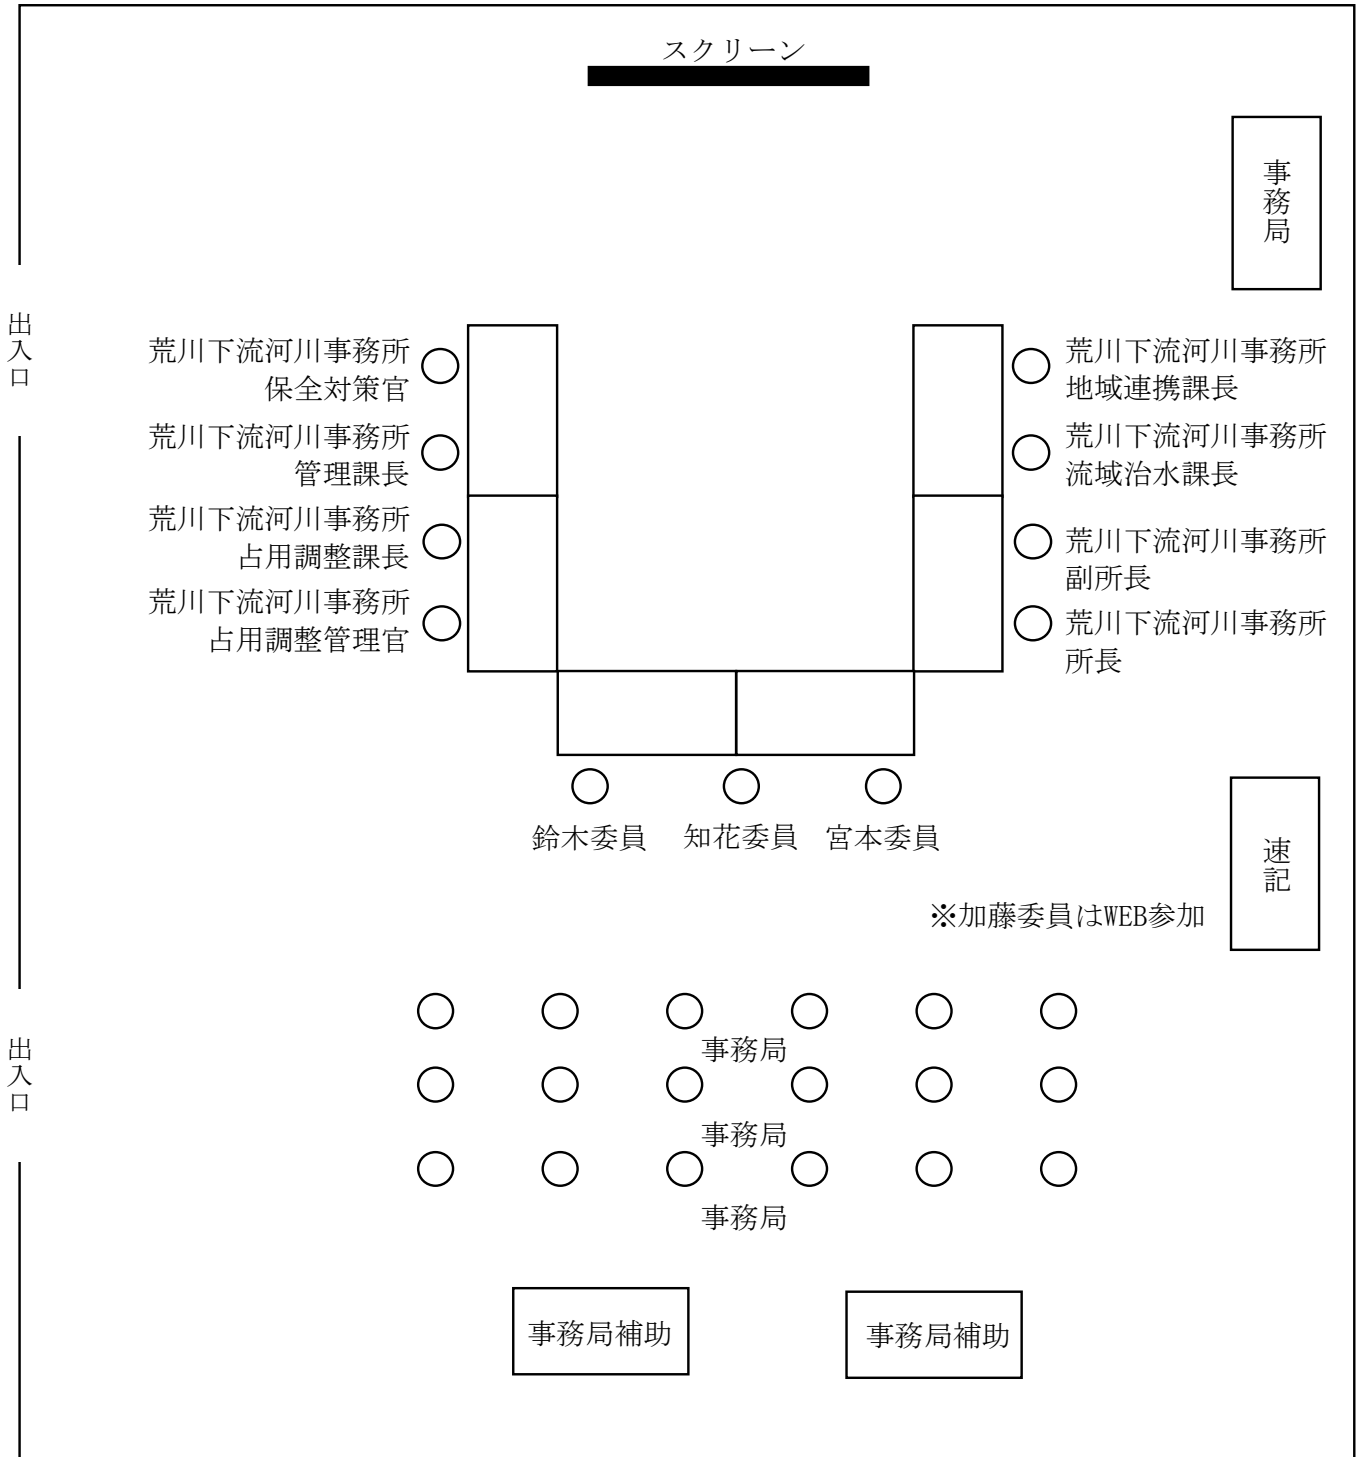 スクリーン
事務局
出入口
荒川下流河川事務所
保全対策官
荒川下流河川事務所
管理課長
荒川下流河川事務所
占用調整課長
荒川下流河川事務所
占用調整管理官
荒川下流河川事務所
地域連携課長
荒川下流河川事務所
流域治水課長
荒川下流河川事務所
副所長
荒川下流河川事務所
所長
鈴木委員
知花委員
宮本委員
速記
※加藤委員はWEB参加
出入口
事務局
事務局
事務局
事務局補助
事務局補助